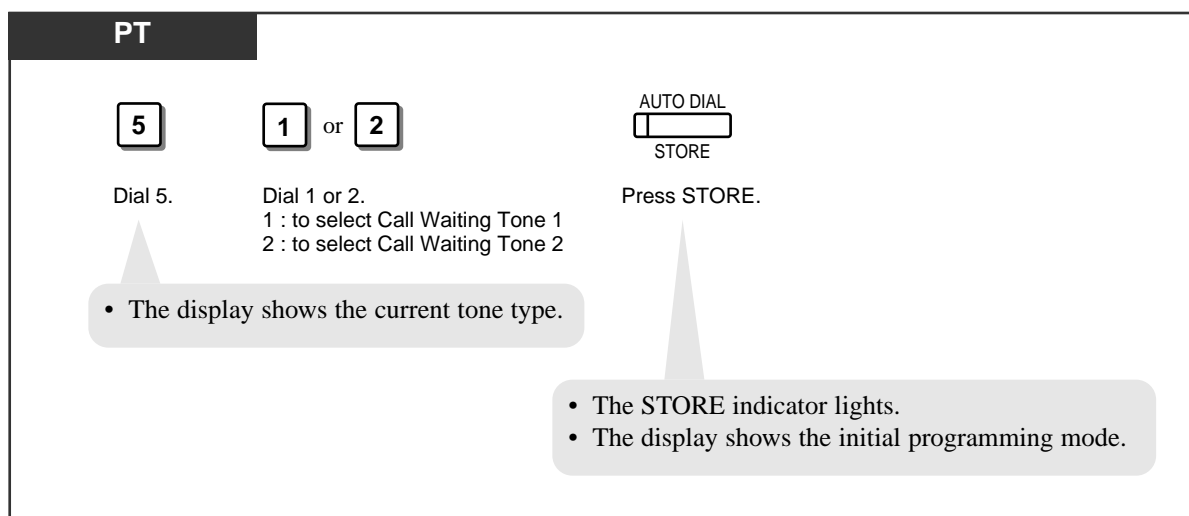 PT
5
1 or 2
AUTO DIAL
STORE
Dial 5.
Dial 1 or 2.
1 : to select Call Waiting Tone 1
2 : to select Call Waiting Tone 2
Press STORE.
• The display shows the current tone type.
• The STORE indicator lights.
• The display shows the initial programming mode.